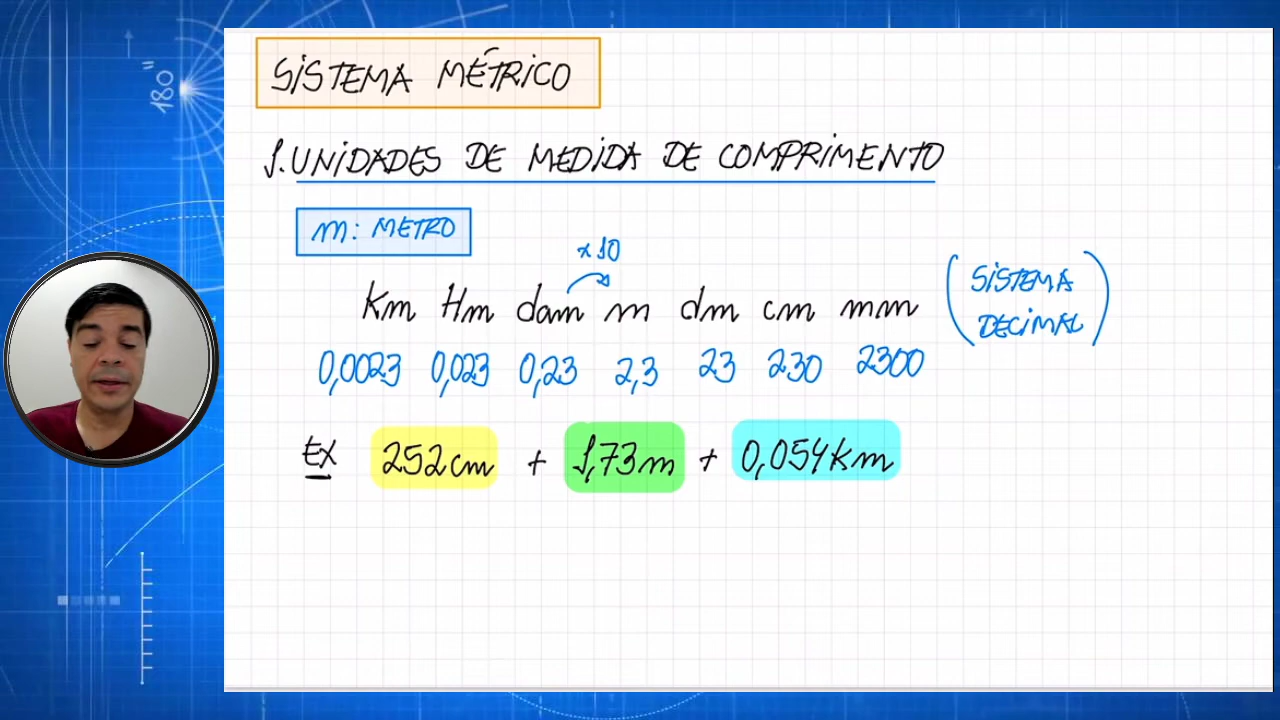 180°
SISTEMA MÉTRICO
1. UNIDADES DE MEDIDA DE COMPRIMENTO
m: METRO
x 10
Km Hm dam m dm cm mm
(SISTEMA DECIMAL)
0,0023 0,023 0,23 2,3 23 230 2300
EX 252cm + 1,73m + 0,054Km